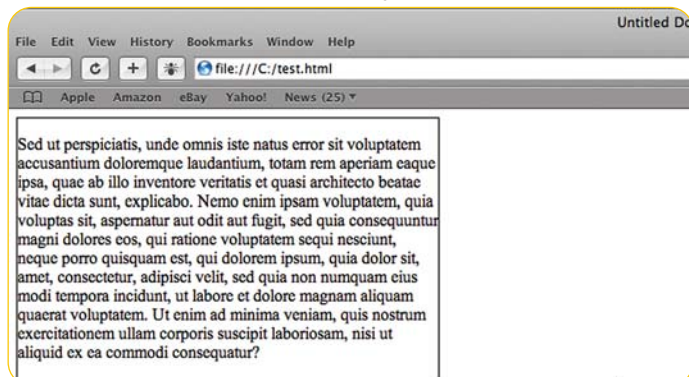 Untitled Do
File Edit View History Bookmarks Window Help
file:///C:/test.html
Apple Amazon eBay Yahoo! News (25)
Sed ut perspiciatis, unde omnis iste natus error sit voluptatem
accusantium doloremque laudantium, totam rem aperiam eaque
ipsa, quae ab illo inventore veritatis et quasi architecto beatae
vitae dicta sunt, explicabo. Nemo enim ipsam voluptatem, quia
voluptas sit, aspernatur aut odit aut fugit, sed quia consequuntur
magni dolores eos, qui ratione voluptatem sequi nesciunt,
neque porro quisquam est, qui dolorem ipsum, quia dolor sit,
amet, consectetur, adipisci velit, sed quia non numquam eius
modi tempora incidunt, ut labore et dolore magnam aliquam
quaerat voluptatem. Ut enim ad minima veniam, quis nostrum
exercitationem ullam corporis suscipit laboriosam, nisi ut
aliquid ex ea commodi consequatur?